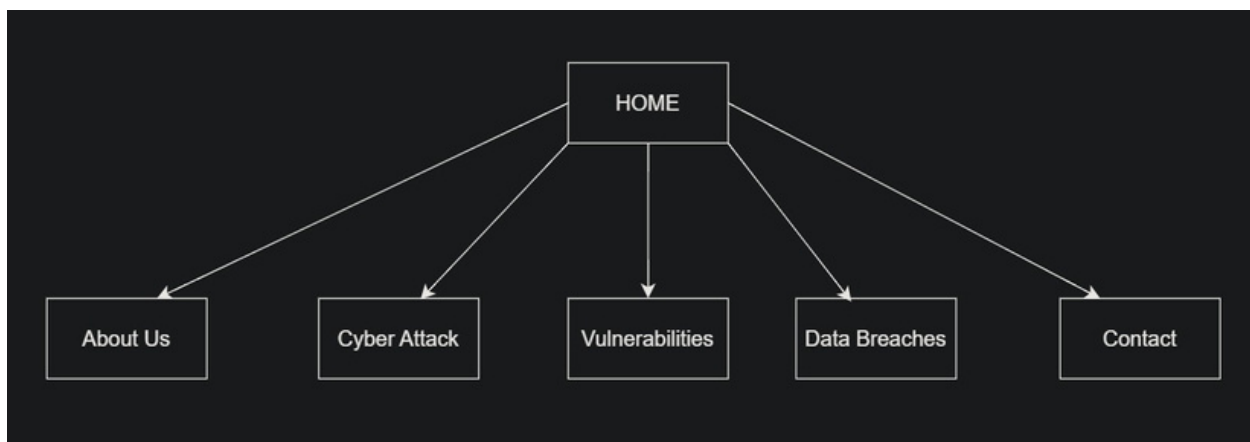 HOME
About Us
Cyber Attack
Vulnerabilities
Data Breaches
Contact